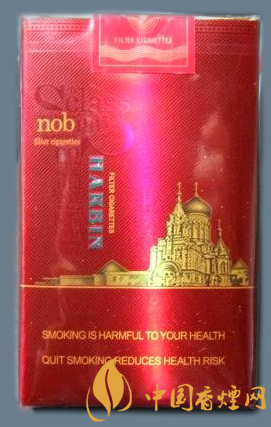 FILTER CIGARETTES
S class
nob
filter cigarettes
HARBIN
FILTER CIGARETTES
SMOKING IS HARMFUL TO YOUR HEALTH
QUIT SMOKING REDUCES HEALTH RISK
中国香烟网